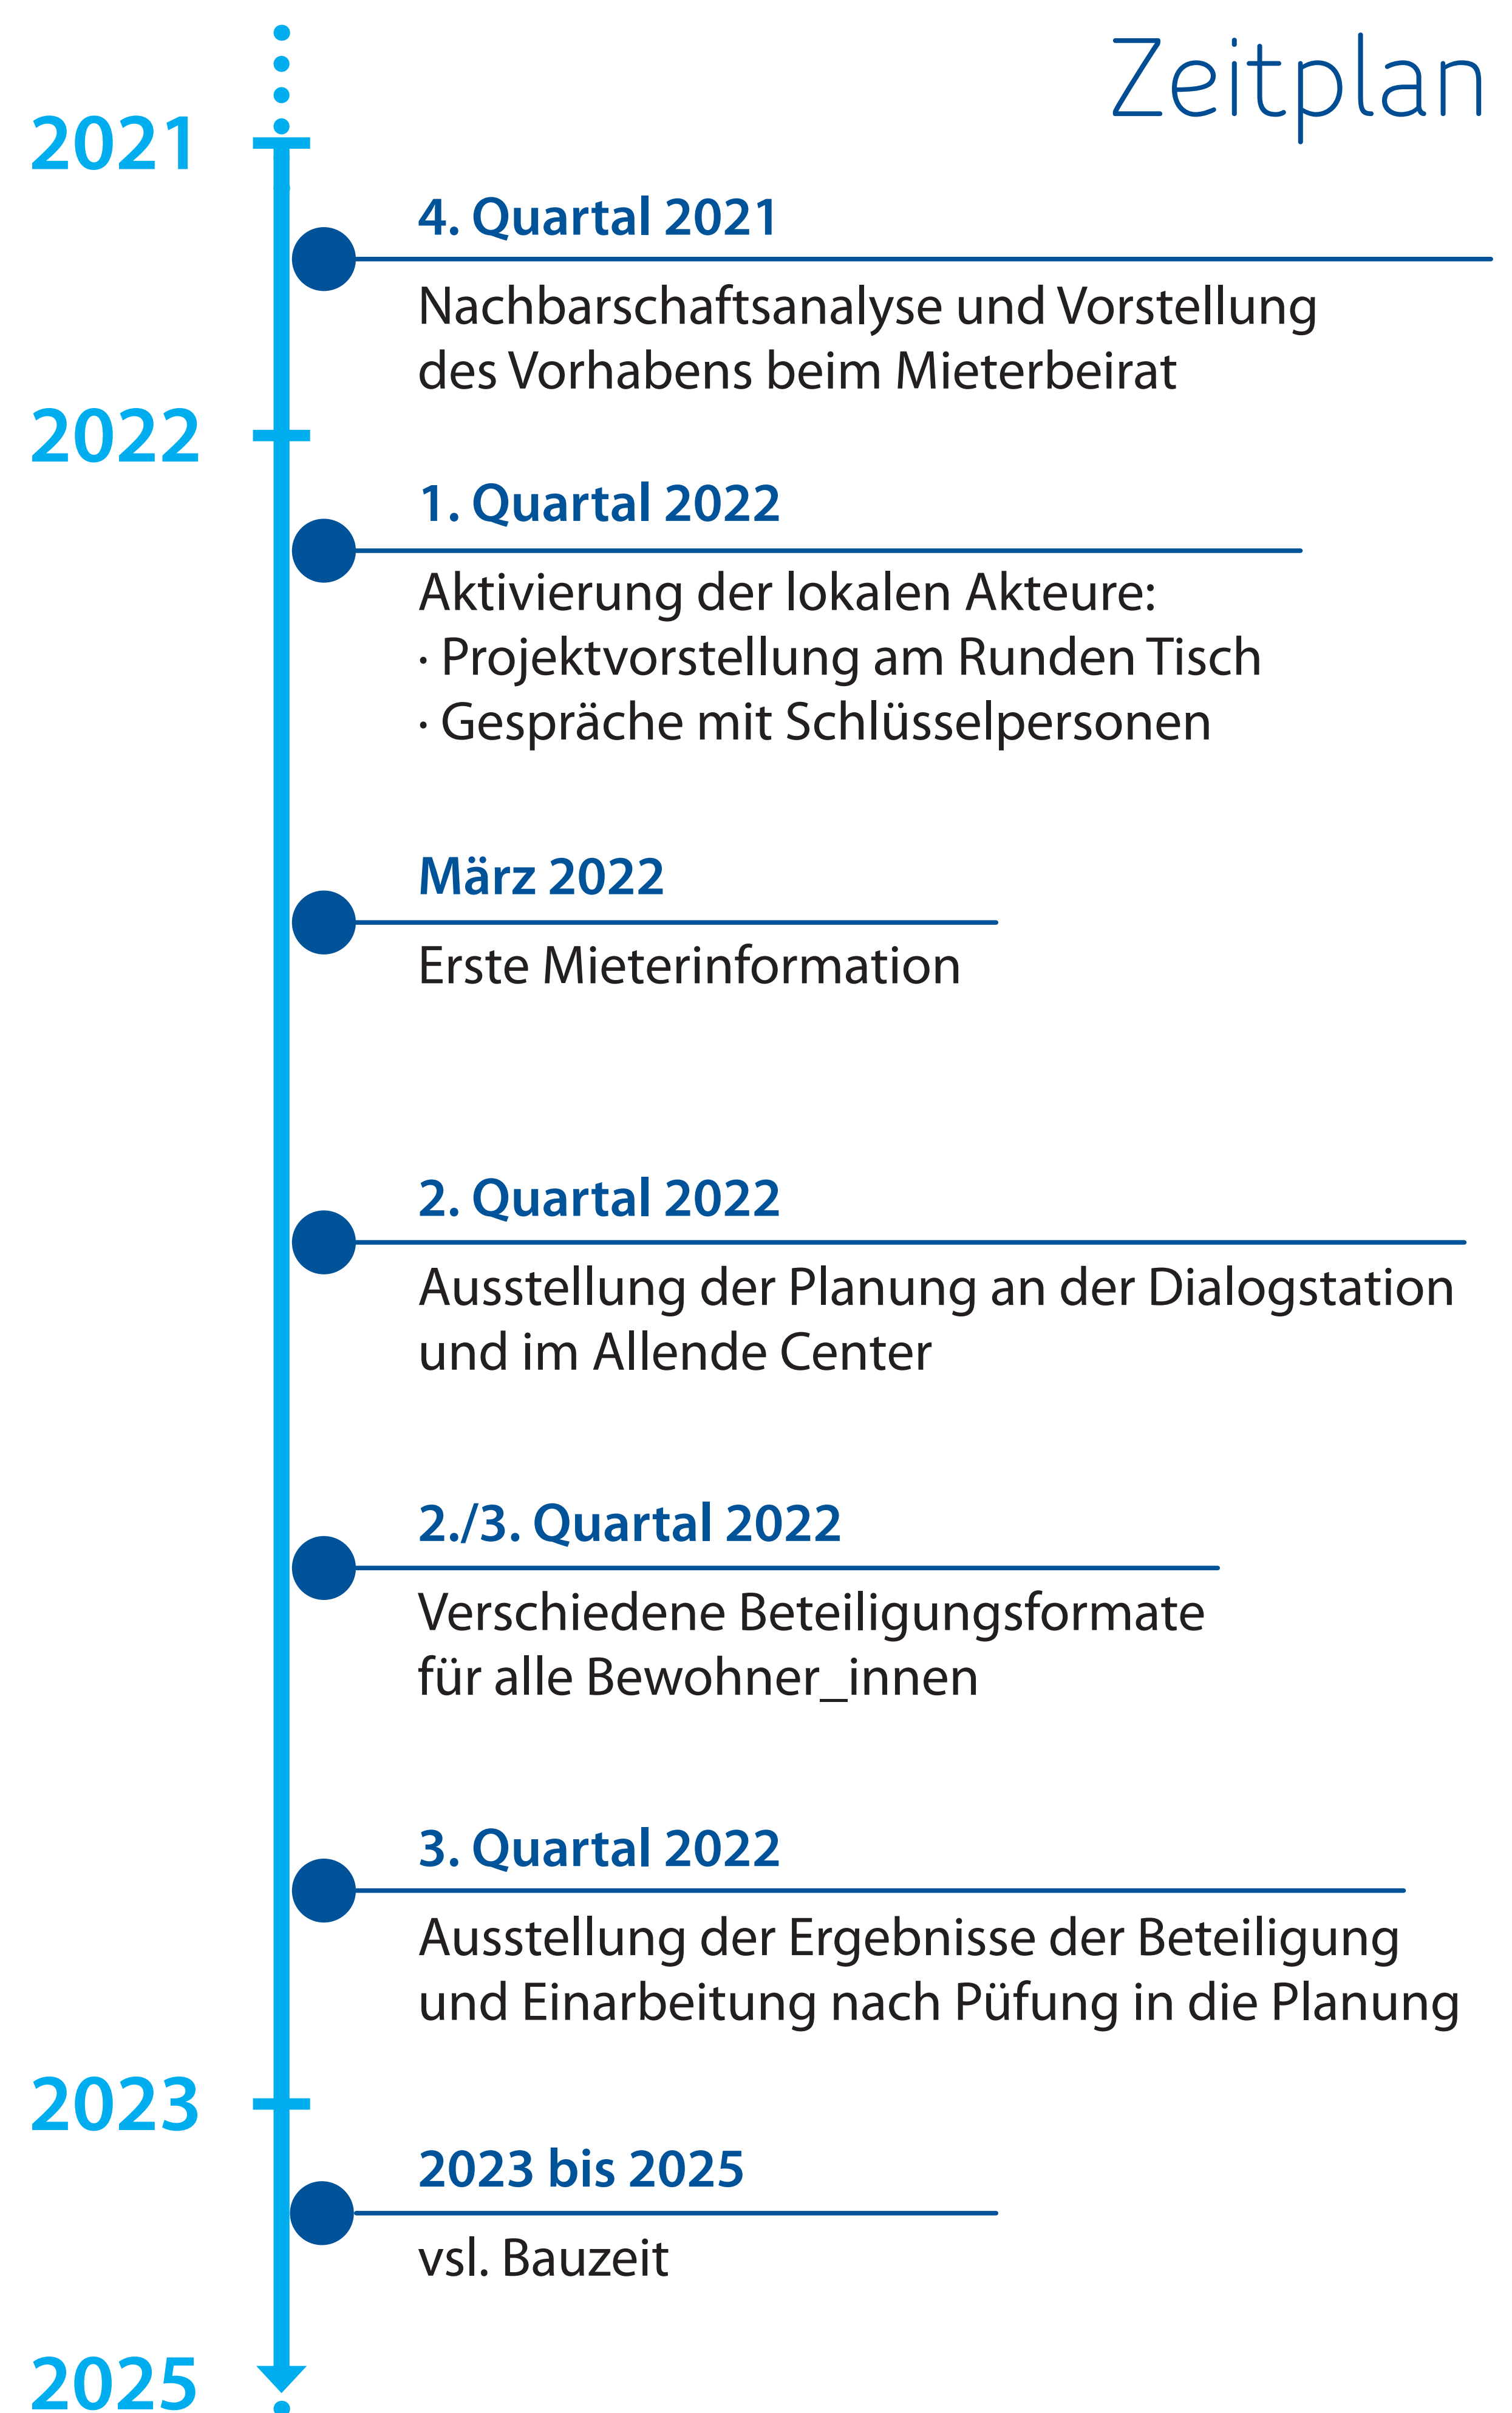 Zeitplan
2021
4. Quartal 2021
Nachbarschaftsanalyse und Vorstellung
des Vorhabens beim Mieterbeirat
2022
1. Quartal 2022
Aktivierung der lokalen Akteure:
· Projektvorstellung am Runden Tisch
· Gespräche mit Schlüsselpersonen
März 2022
Erste Mieterinformation
2. Quartal 2022
Ausstellung der Planung an der Dialogstation
und im Allende Center
2./3. Quartal 2022
Verschiedene Beteiligungsformate
für alle Bewohner_innen
3. Quartal 2022
Ausstellung der Ergebnisse der Beteiligung
und Einarbeitung nach Püfung in die Planung
2023
2023 bis 2025
vsl. Bauzeit
2025